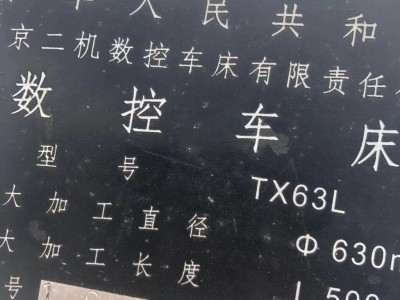 人民共和
京二机数控车床有限责任
数控车床
型号 TX63L
大加工直径 Φ 630m
大加工长度
号